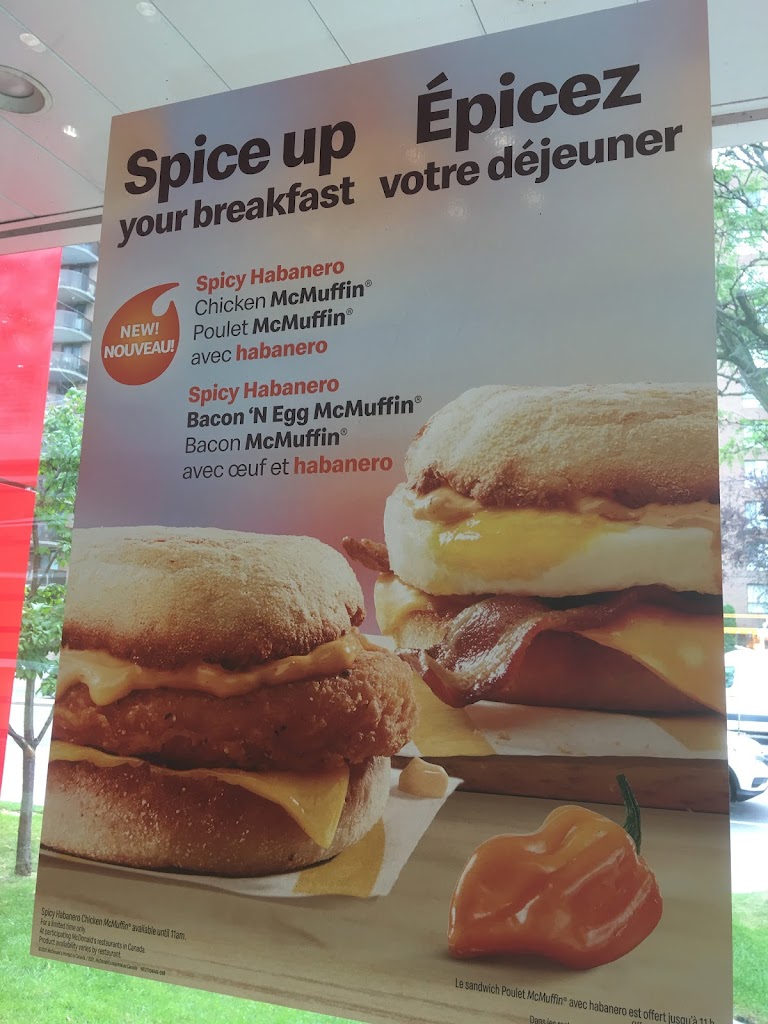 Spice up
your breakfast
Épicez
votre déjeuner
NEW!
NOUVEAU!
Spicy Habanero
Chicken McMuffin®
Poulet McMuffin®
avec habanero
Spicy Habanero
Bacon ‘N Egg McMuffin®
Bacon McMuffin®
avec œuf et habanero
Spicy Habanero Chicken McMuffin® available until 11am.
For a limited time only.
At participating McDonald's restaurants in Canada.
Product availability varies by restaurant.
Le sandwich Poulet McMuffin® avec habanero est offert jusqu'à 11 h